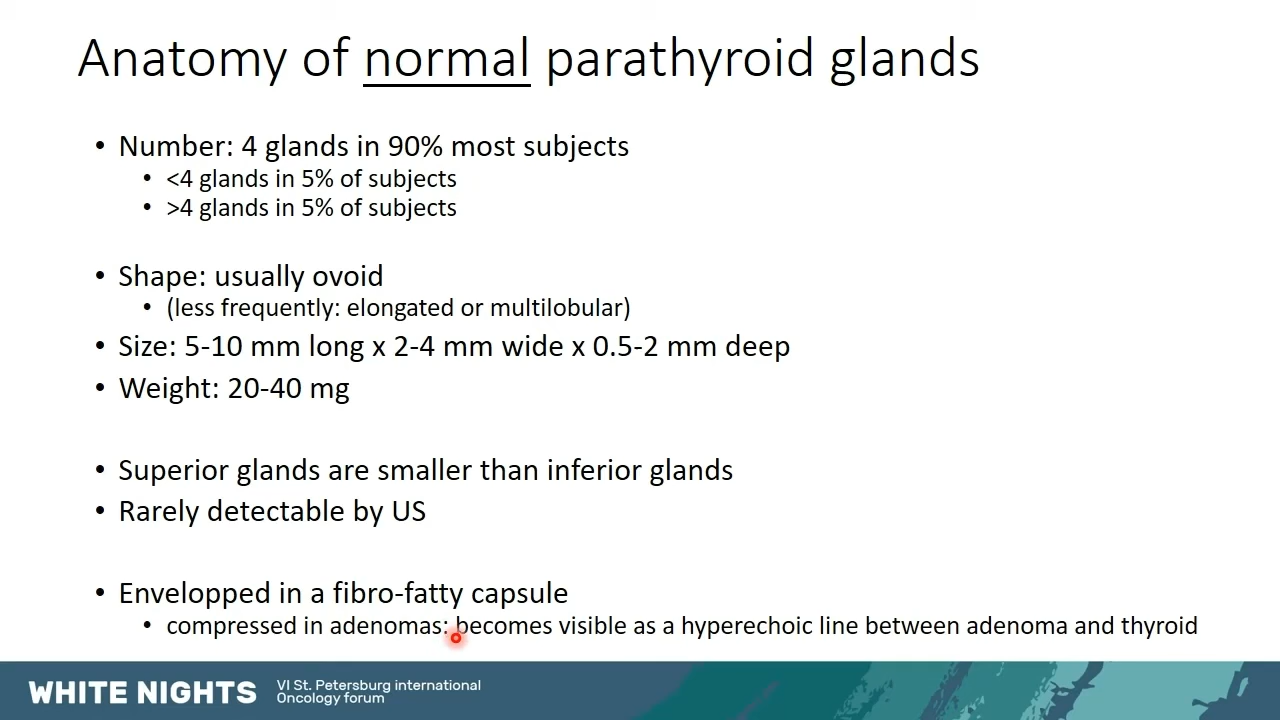 Anatomy of normal parathyroid glands
• Number: 4 glands in 90% most subjects
• <4 glands in 5% of subjects
• >4 glands in 5% of subjects
• Shape: usually ovoid
• (less frequently: elongated or multilobular)
• Size: 5-10 mm long x 2-4 mm wide x 0.5-2 mm deep
• Weight: 20-40 mg
• Superior glands are smaller than inferior glands
• Rarely detectable by US
• Envelopped in a fibro-fatty capsule
• compressed in adenomas: becomes visible as a hyperechoic line between adenoma and thyroid
WHITE NIGHTS
VI St. Petersburg international
Oncology forum